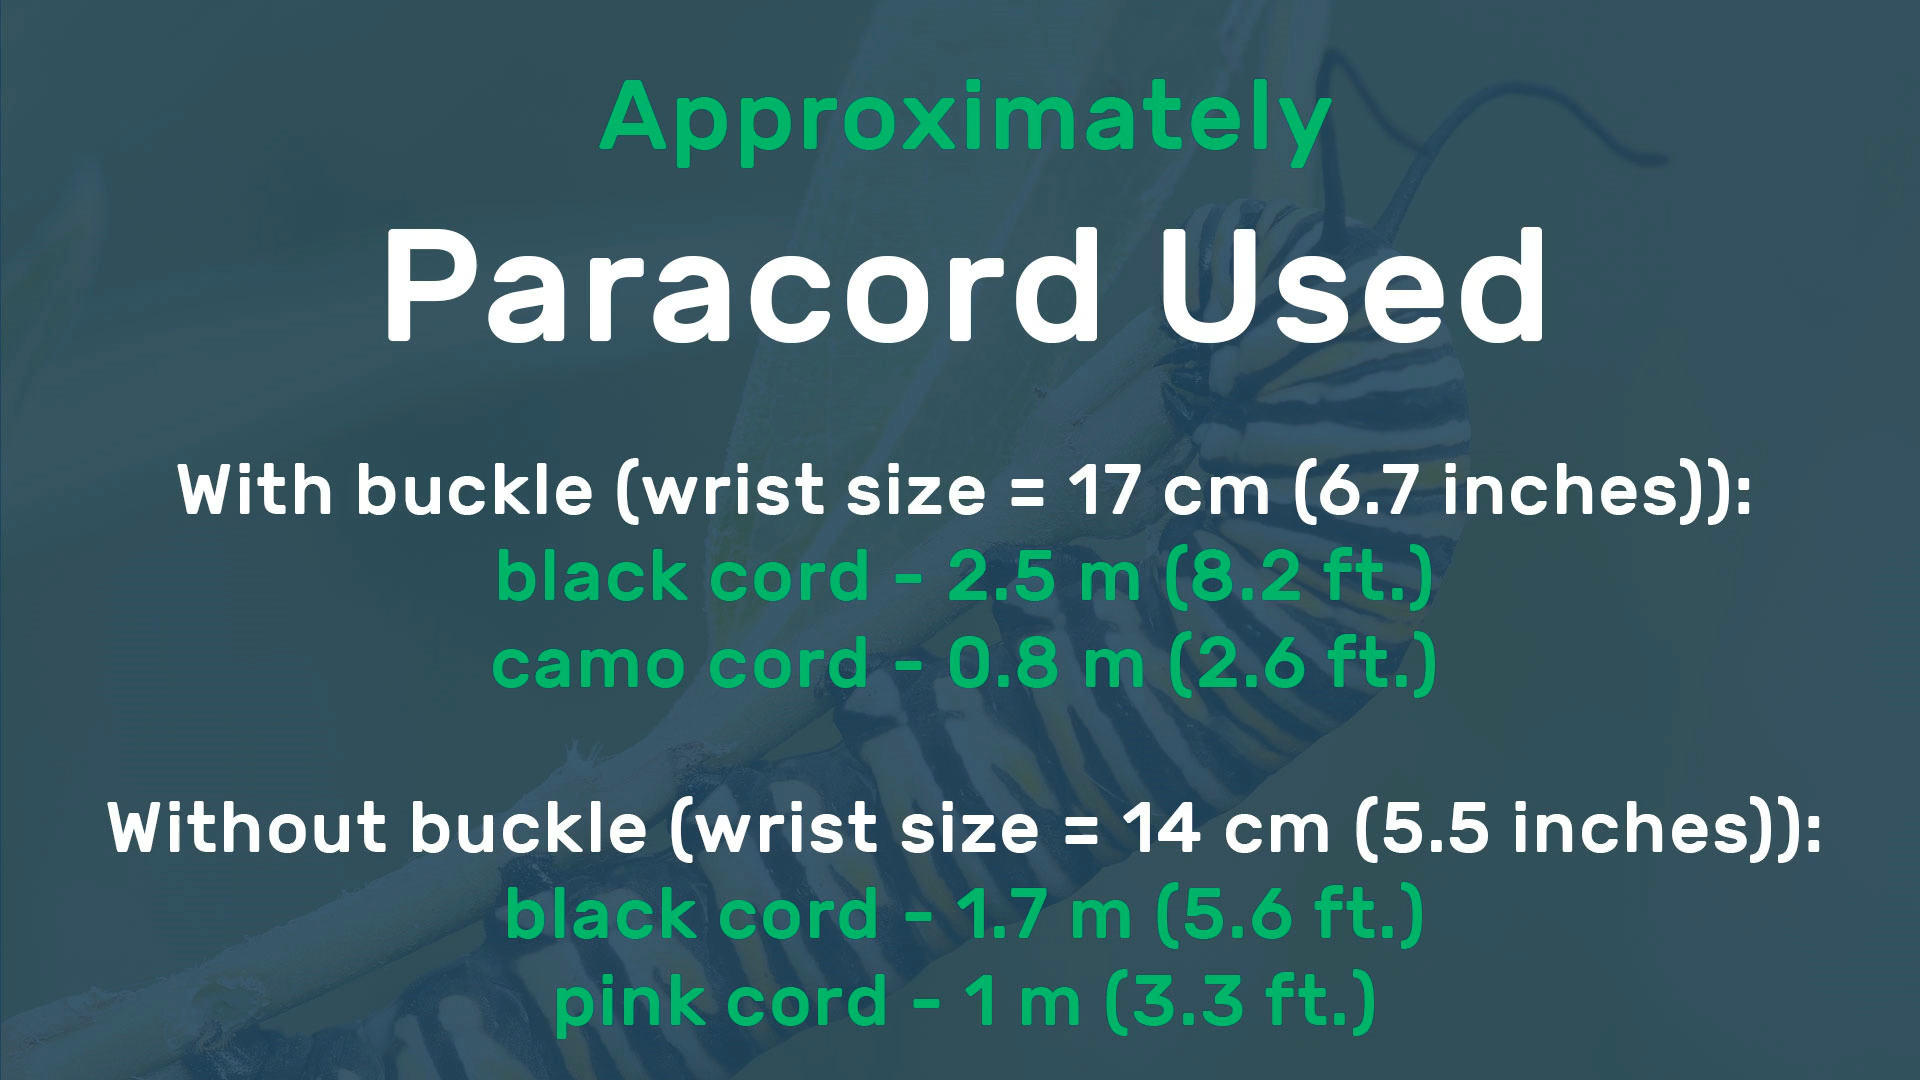 Approximately
Paracord Used
With buckle (wrist size = 17 cm (6.7 inches)):
black cord - 2.5 m (8.2 ft.)
camo cord - 0.8 m (2.6 ft.)
Without buckle (wrist size = 14 cm (5.5 inches)):
black cord - 1.7 m (5.6 ft.)
pink cord - 1 m (3.3 ft.)